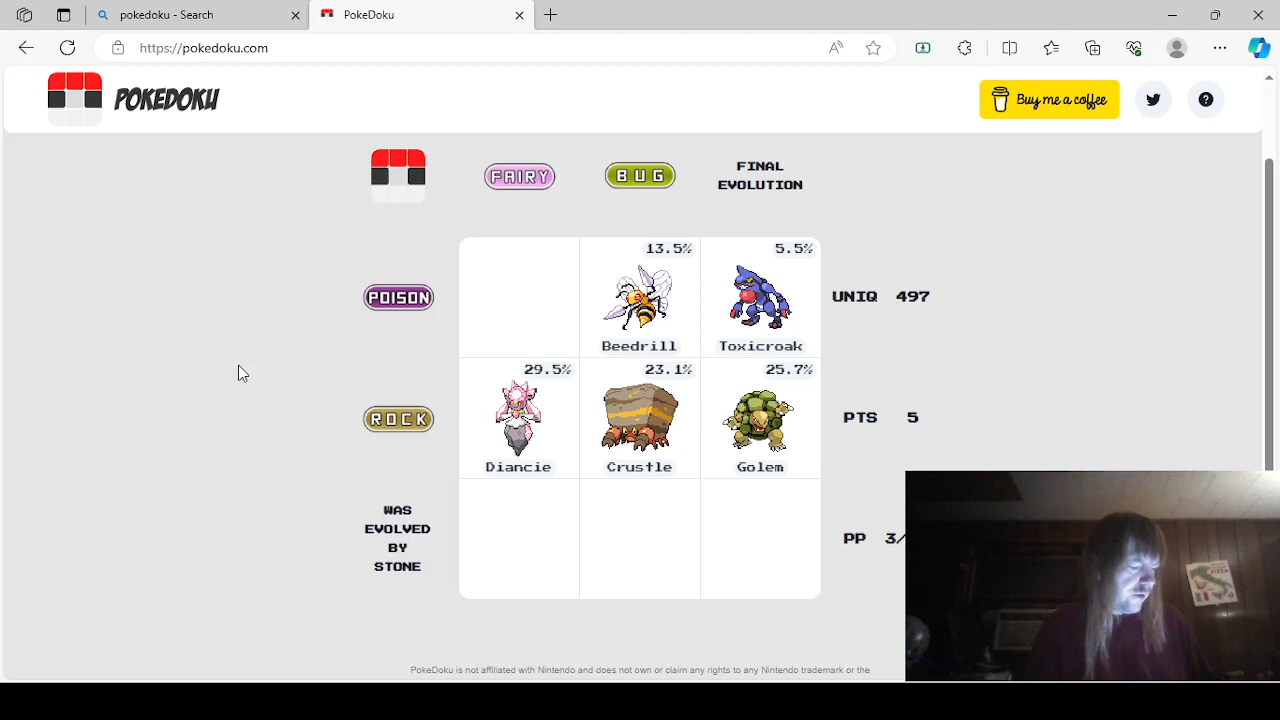 pokedoku - Search
PokeDoku
https://pokedoku.com
POKEDOKU
Buy me a coffee
FAIRY
BUG
FINAL
EVOLUTION
13.5%
5.5%
POISON
Beedrill
Toxicroak
UNIQ 497
29.5%
23.1%
25.7%
ROCK
Diancie
Crustle
Golem
PTS 5
WAS
EVOLVED
BY
STONE
PP 3/
PokeDoku is not affiliated with Nintendo and does not own or claim any rights to any Nintendo trademark or the